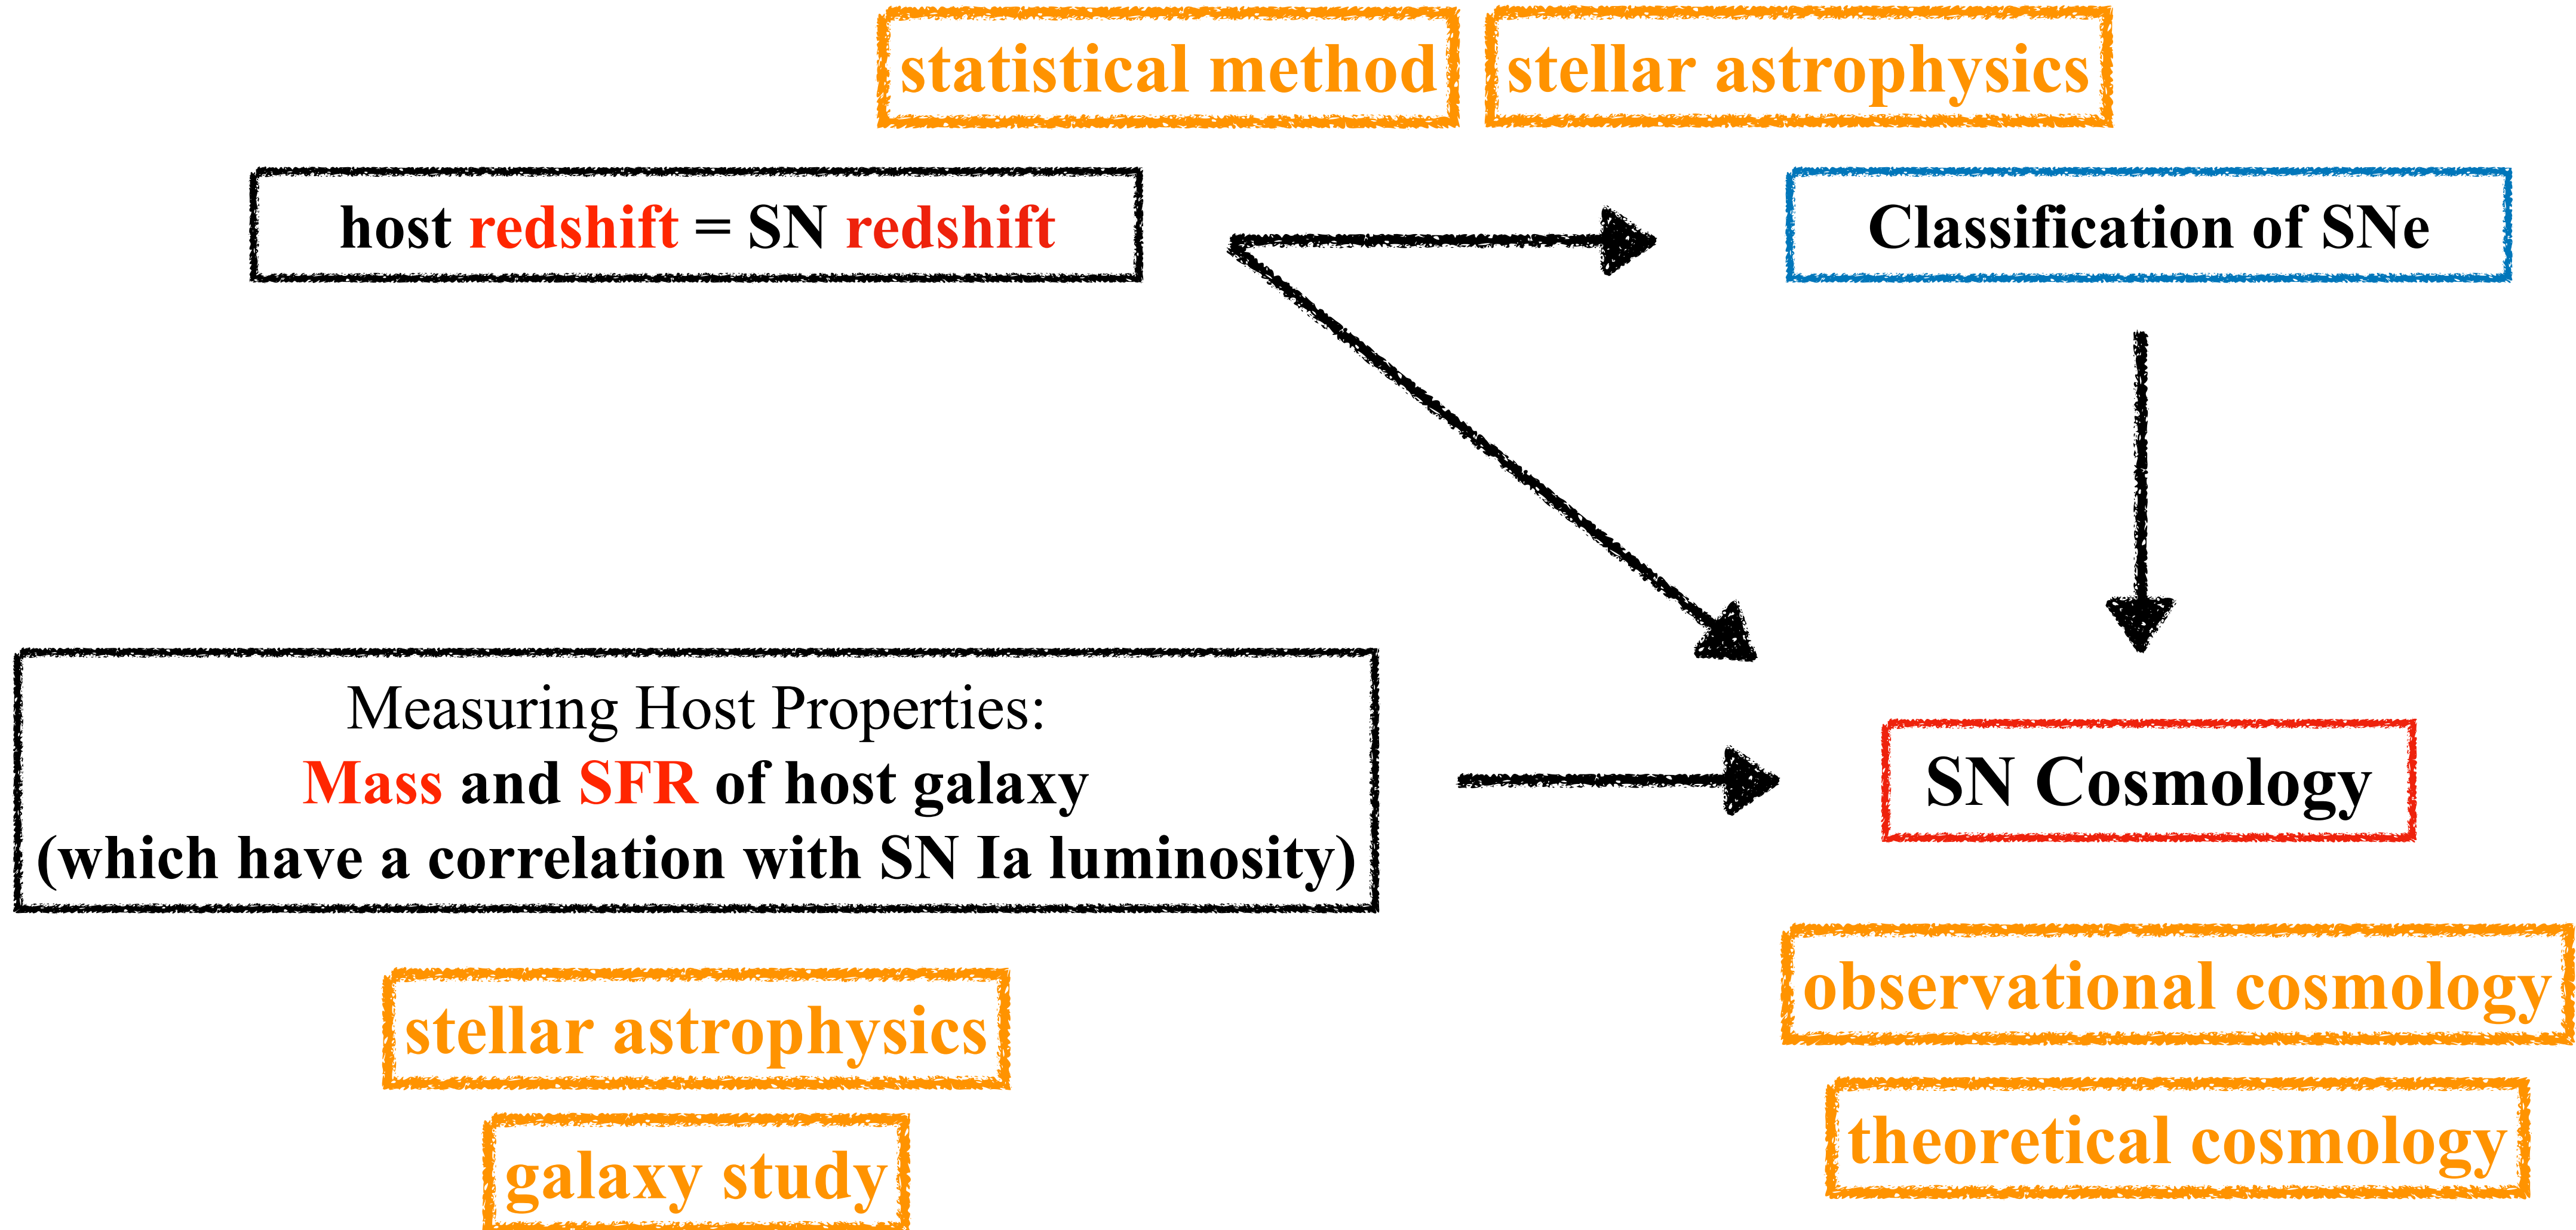 statistical method
stellar astrophysics
host redshift = SN redshift
Classification of SNe
Measuring Host Properties:
Mass and SFR of host galaxy
(which have a correlation with SN Ia luminosity)
SN Cosmology
stellar astrophysics
galaxy study
observational cosmology
theoretical cosmology